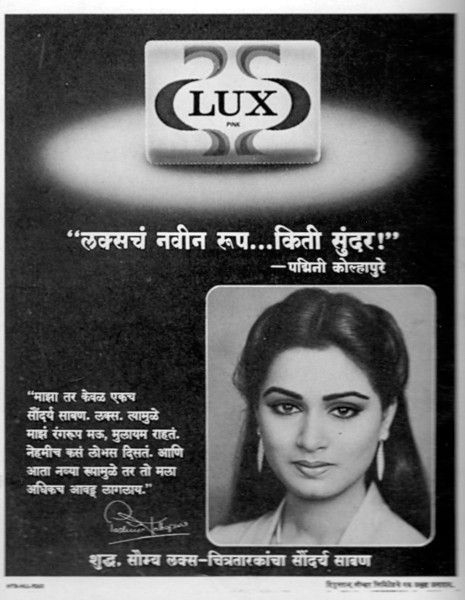 LUX
PINK
“लक्सचं नवीन रूप...किती सुंदर!”
—पद्मिनी कोल्हापुरे
“माझा तर केवळ एकच
सौंदर्य साबण. लक्स. त्यामुळे
माझं रंगरूप मऊ, मुलायम राहतं.
नेहमीच कसं लोभस दिसतं. आणि
आता नव्या रूपामुळे तर तो मला
अधिकच आवडू लागलाय.”
शुद्ध, सौम्य लक्स-चित्रतारकांचा सौंदर्य साबण